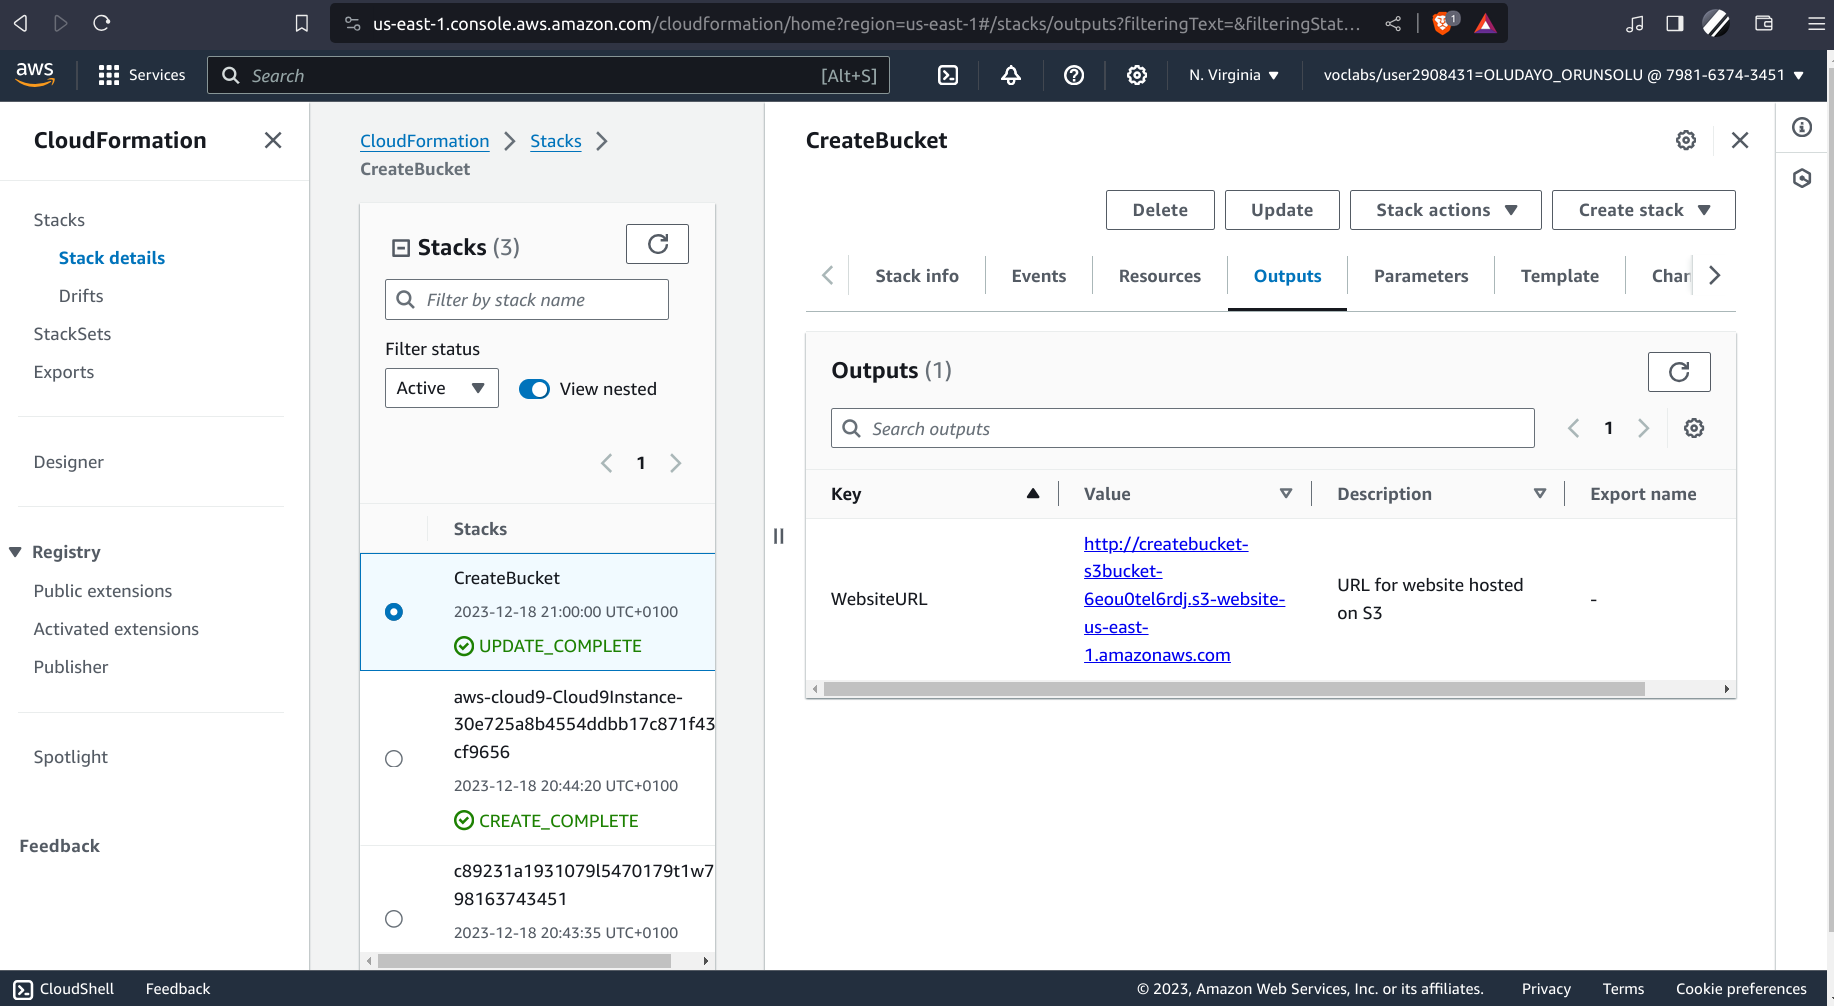 us-east-1.console.aws.amazon.com/cloudformation/home?region=us-east-1#/stacks/outputs?filteringText=&filteringStat...
1
aws
Services
Search
[Alt+S]
N. Virginia
voclabs/user2908431=OLUDAYO_ORUNSOLU @ 7981-6374-3451
CloudFormation
Stacks
Stack details
Drifts
StackSets
Exports
Designer
Registry
Public extensions
Activated extensions
Publisher
Spotlight
Feedback
CloudFormation
Stacks
CreateBucket
Stacks (3)
Filter by stack name
Filter status
Active
View nested
1
Stacks
CreateBucket
2023-12-18 21:00:00 UTC+0100
UPDATE_COMPLETE
aws-cloud9-Cloud9Instance-
30e725a8b4554ddbb17c871f43
cf9656
2023-12-18 20:44:20 UTC+0100
CREATE_COMPLETE
c89231a1931079l5470179t1w7
98163743451
2023-12-18 20:43:35 UTC+0100
CreateBucket
Delete
Update
Stack actions
Create stack
Stack info
Events
Resources
Outputs
Parameters
Template
Char
Outputs (1)
Search outputs
1
Key
Value
Description
Export name
WebsiteURL
http://createbucket-
s3bucket-
6eou0tel6rdj.s3-website-
us-east-
1.amazonaws.com
URL for website hosted
on S3
-
CloudShell
Feedback
© 2023, Amazon Web Services, Inc. or its affiliates.
Privacy
Terms
Cookie preferences